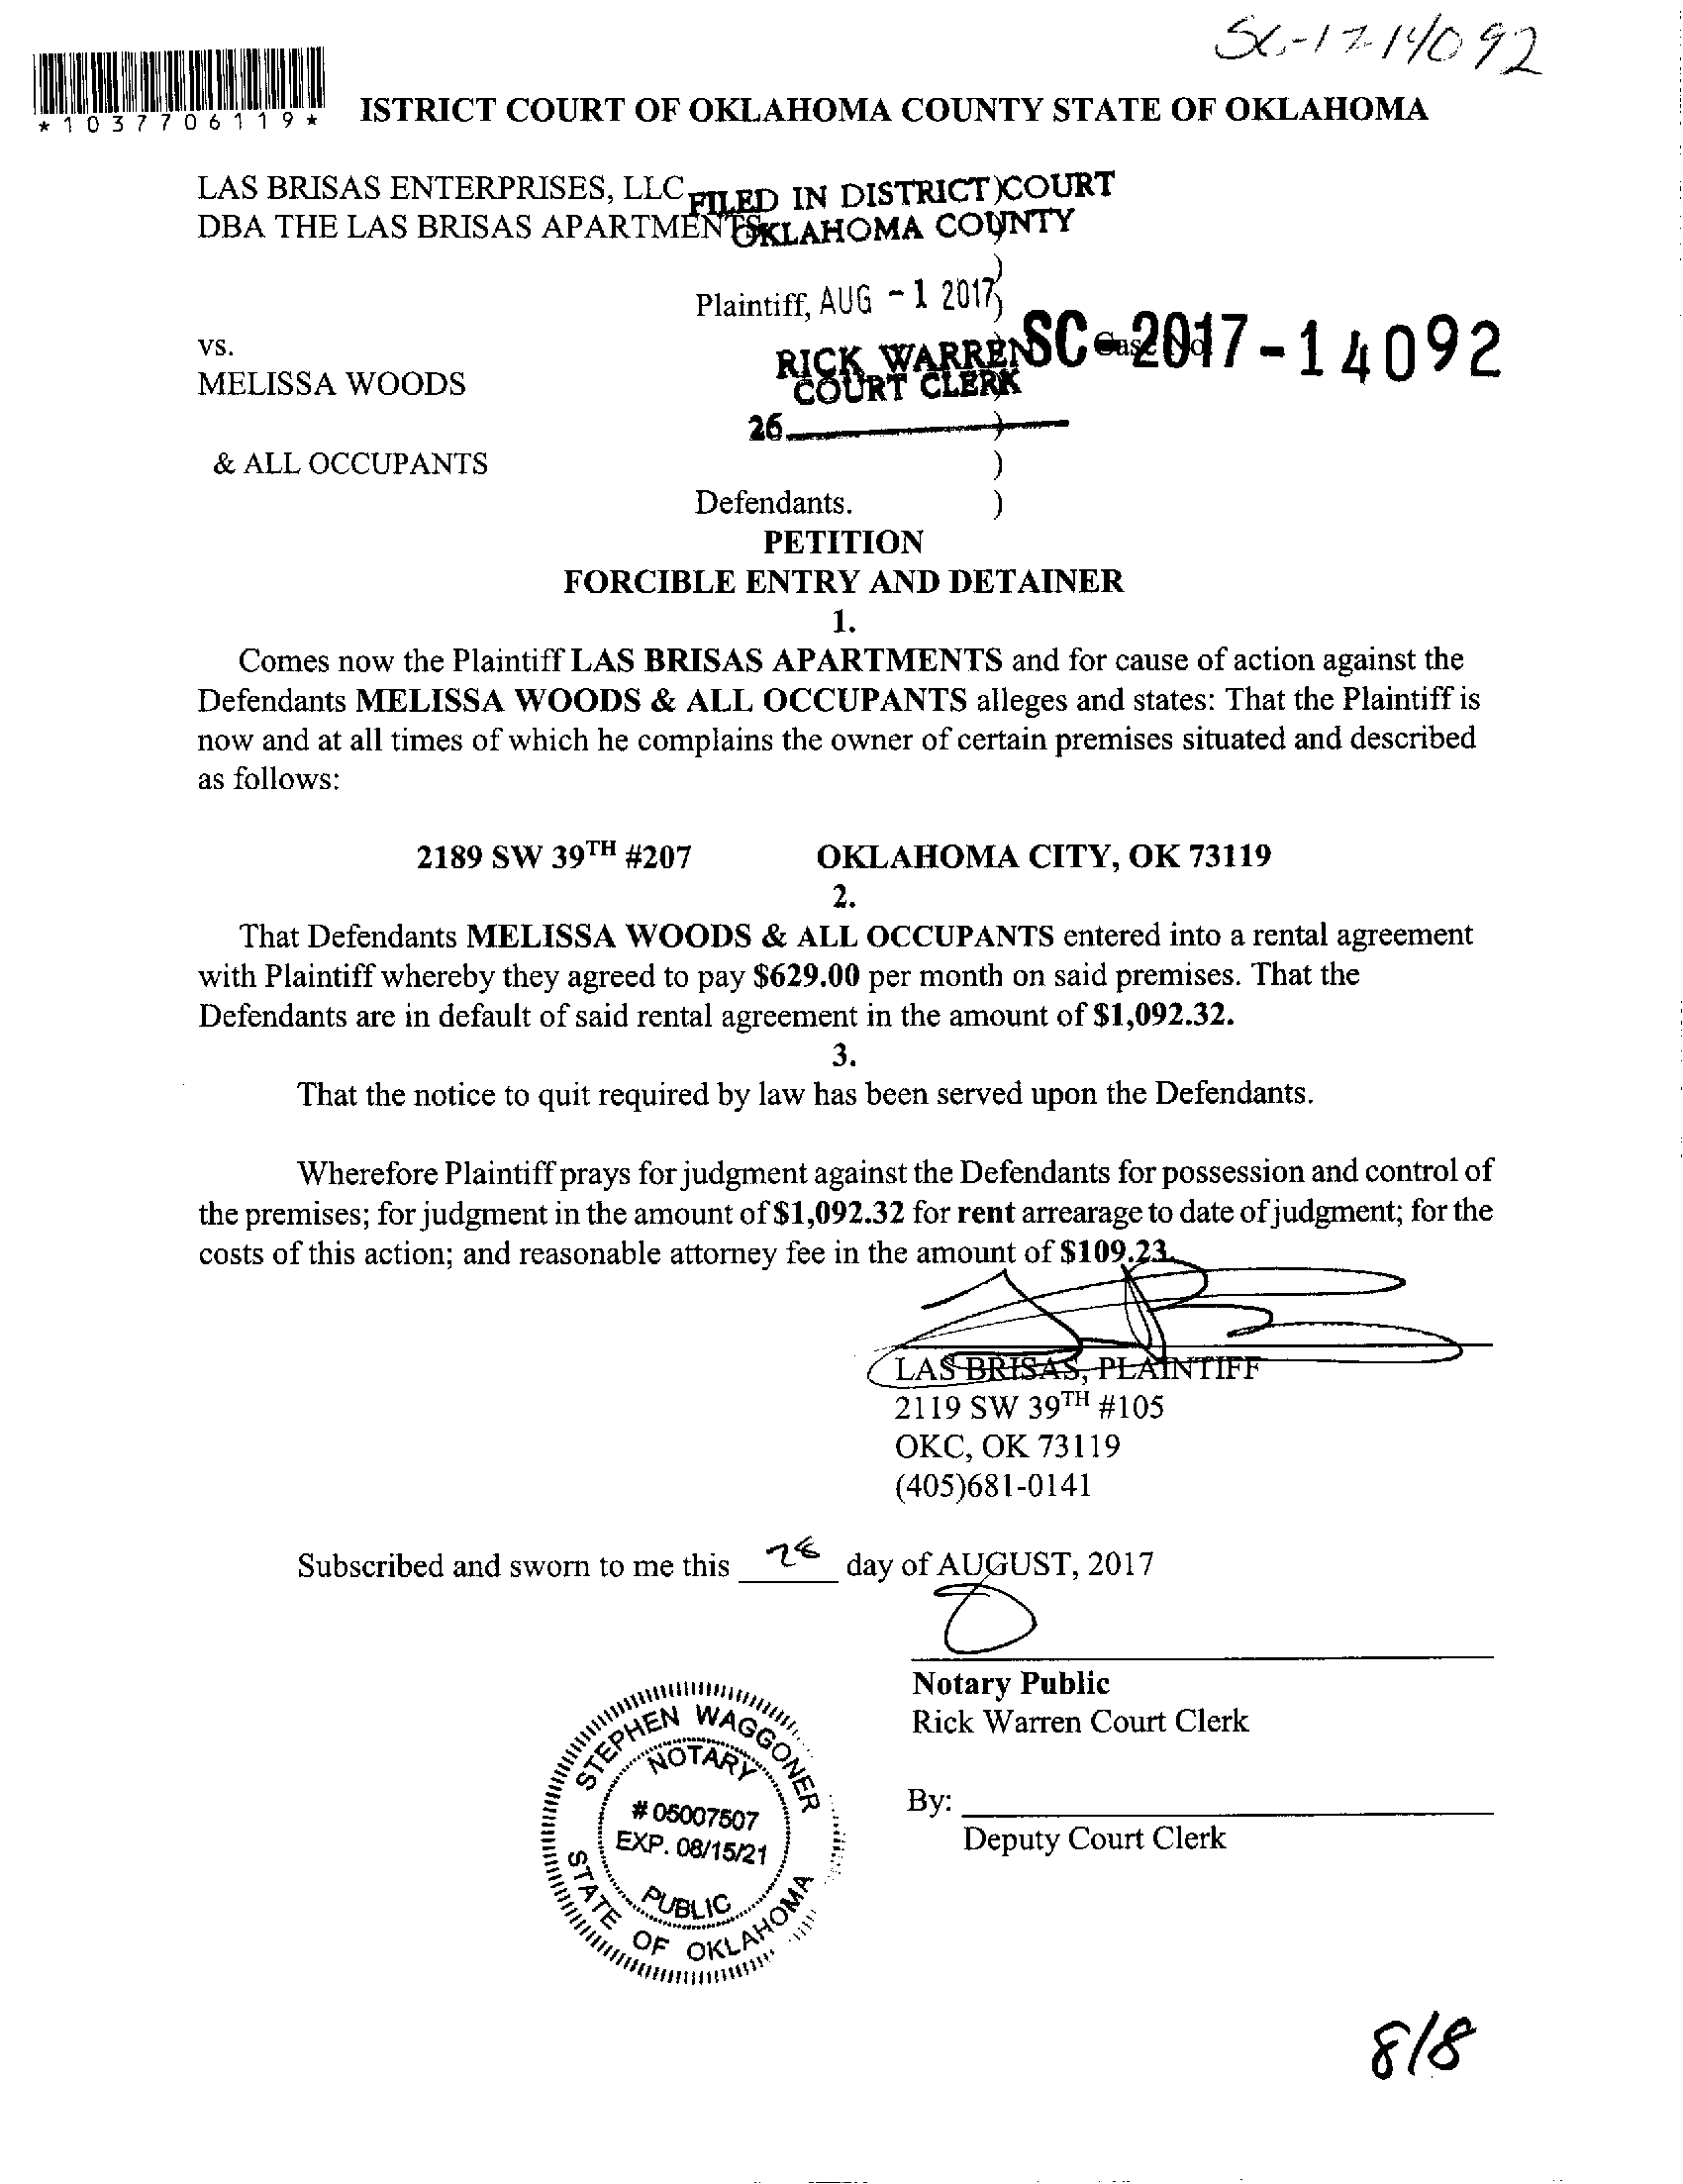 SC-17-14092
*1037706119*
ISTRICT COURT OF OKLAHOMA COUNTY STATE OF OKLAHOMA
LAS BRISAS ENTERPRISES, LLC )
DBA THE LAS BRISAS APARTMENTS )
FILED IN DISTRICT COURT
OKLAHOMA COUNTY
)
Plaintiff, )
AUG - 1 2017
vs. ) Case No.
RICK WARREN
COURT CLERK
SC-2017-14092
MELISSA WOODS )
26 )
& ALL OCCUPANTS )
Defendants. )
PETITION
FORCIBLE ENTRY AND DETAINER
1.
Comes now the Plaintiff LAS BRISAS APARTMENTS and for cause of action against the
Defendants MELISSA WOODS & ALL OCCUPANTS alleges and states: That the Plaintiff is
now and at all times of which he complains the owner of certain premises situated and described
as follows:
2189 SW 39TH #207 OKLAHOMA CITY, OK 73119
2.
That Defendants MELISSA WOODS & ALL OCCUPANTS entered into a rental agreement
with Plaintiff whereby they agreed to pay $629.00 per month on said premises. That the
Defendants are in default of said rental agreement in the amount of $1,092.32.
3.
That the notice to quit required by law has been served upon the Defendants.
Wherefore Plaintiff prays for judgment against the Defendants for possession and control of
the premises; for judgment in the amount of $1,092.32 for rent arrearage to date of judgment; for the
costs of this action; and reasonable attorney fee in the amount of $109.23.
LAS BRISAS, PLAINTIFF
2119 SW 39TH #105
OKC, OK 73119
(405)681-0141
Subscribed and sworn to me this day of AUGUST, 2017
Notary Public
Rick Warren Court Clerk
By:
Deputy Court Clerk
STEPHEN WAGGONER
NOTARY
# 05007507
EXP. 08/15/21
PUBLIC
STATE OF OKLAHOMA
8/8